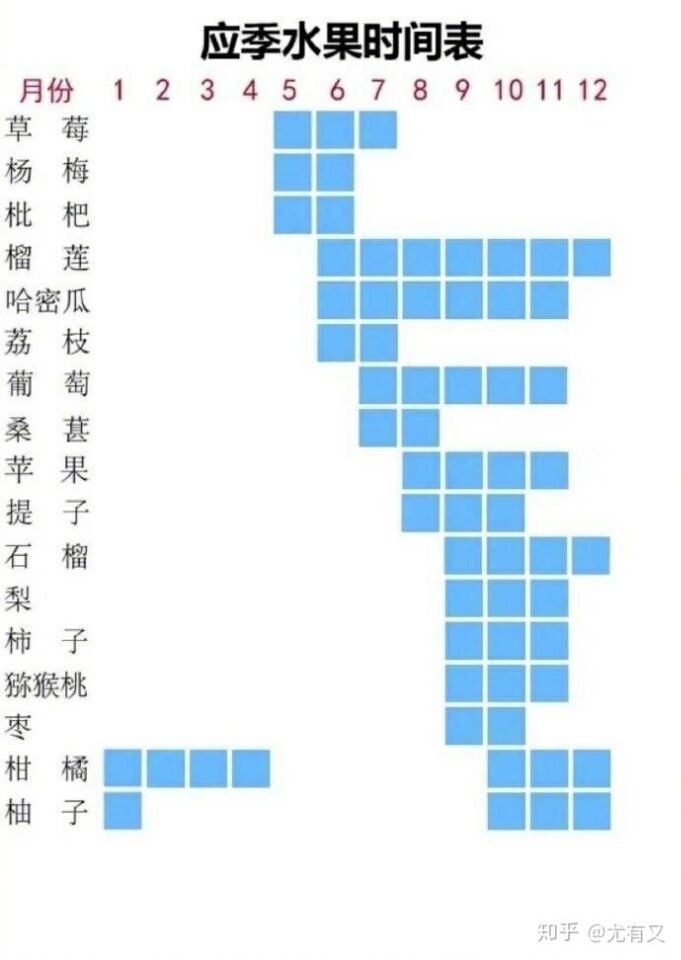 应季水果时间表
月份 1 2 3 4 5 6 7 8 9 10 11 12
草 莓
杨 梅
枇 杷
榴 莲
哈密瓜
荔 枝
葡 萄
桑 葚
苹 果
提 子
石 榴
梨
柿 子
猕猴桃
枣
柑 橘
柚 子
知乎 @尤有又